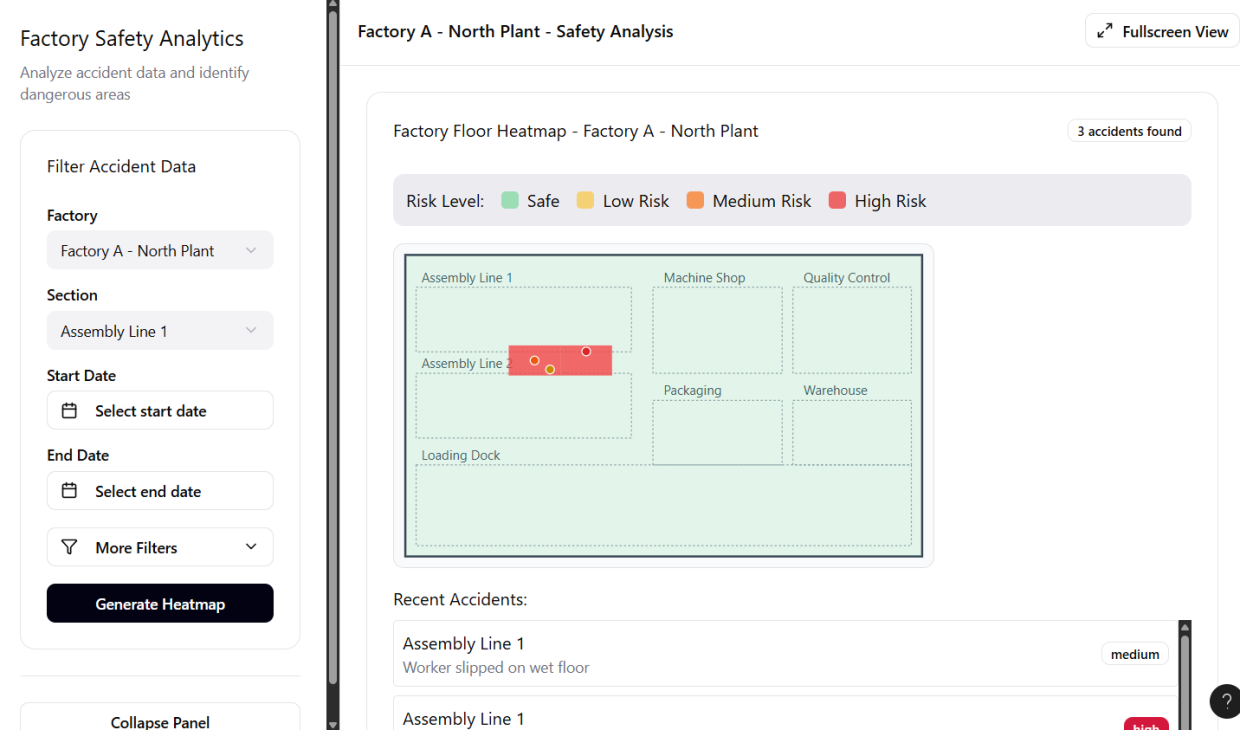 Factory Safety Analytics
Analyze accident data and identify
dangerous areas
Filter Accident Data
Factory
Factory A - North Plant
Section
Assembly Line 1
Start Date
Select start date
End Date
Select end date
More Filters
Generate Heatmap
Collapse Panel
Factory A - North Plant - Safety Analysis
Fullscreen View
Factory Floor Heatmap - Factory A - North Plant
3 accidents found
Risk Level: Safe Low Risk Medium Risk High Risk
Assembly Line 1
Machine Shop
Quality Control
Assembly Line 2
Packaging
Warehouse
Loading Dock
Recent Accidents:
Assembly Line 1
Worker slipped on wet floor
medium
Assembly Line 1
high
?